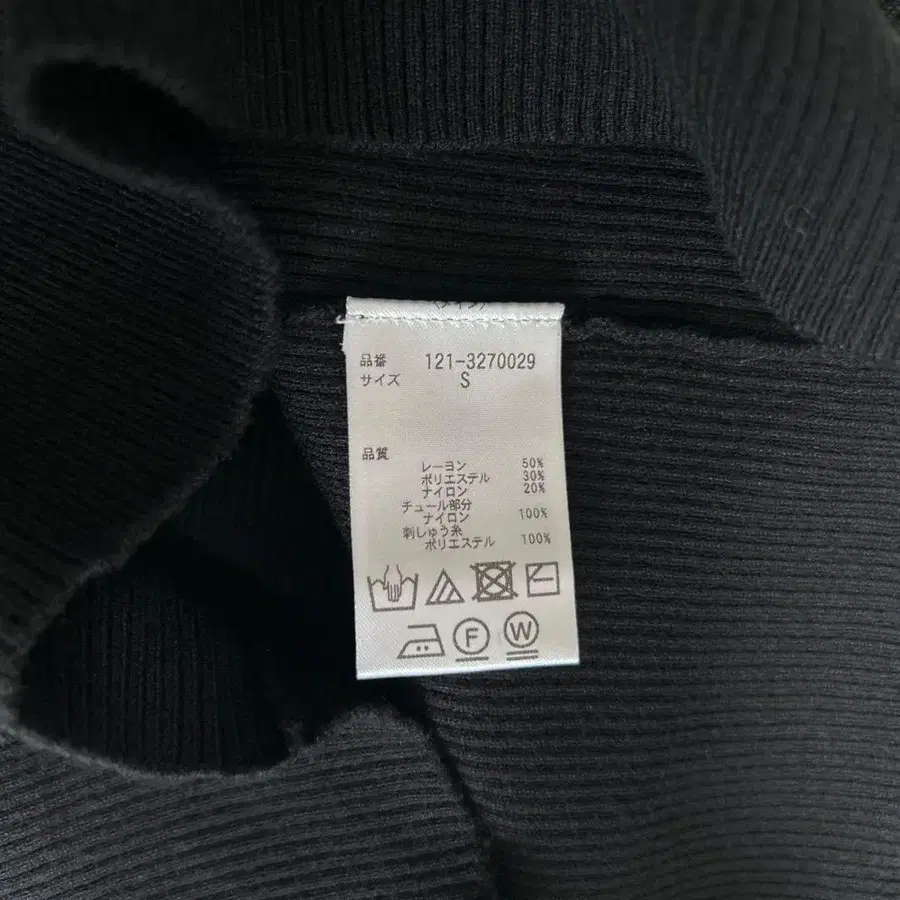 品番 121-3270029
サイズ S
品質
レーヨン 50%
ポリエステル 30%
ナイロン 20%
チュール部分
ナイロン 100%
刺しゅう糸
ポリエステル 100%
F W